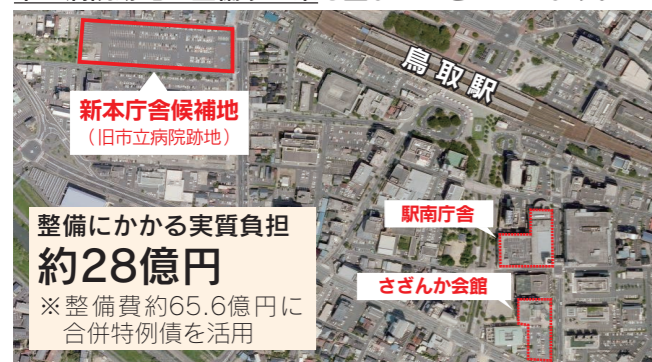 鳥取駅
新本庁舎候補地
（旧市立病院跡地）
駅南庁舎
さざんか会館
整備にかかる実質負担
約28億円
※整備費約65.6億円に
合併特例債を活用